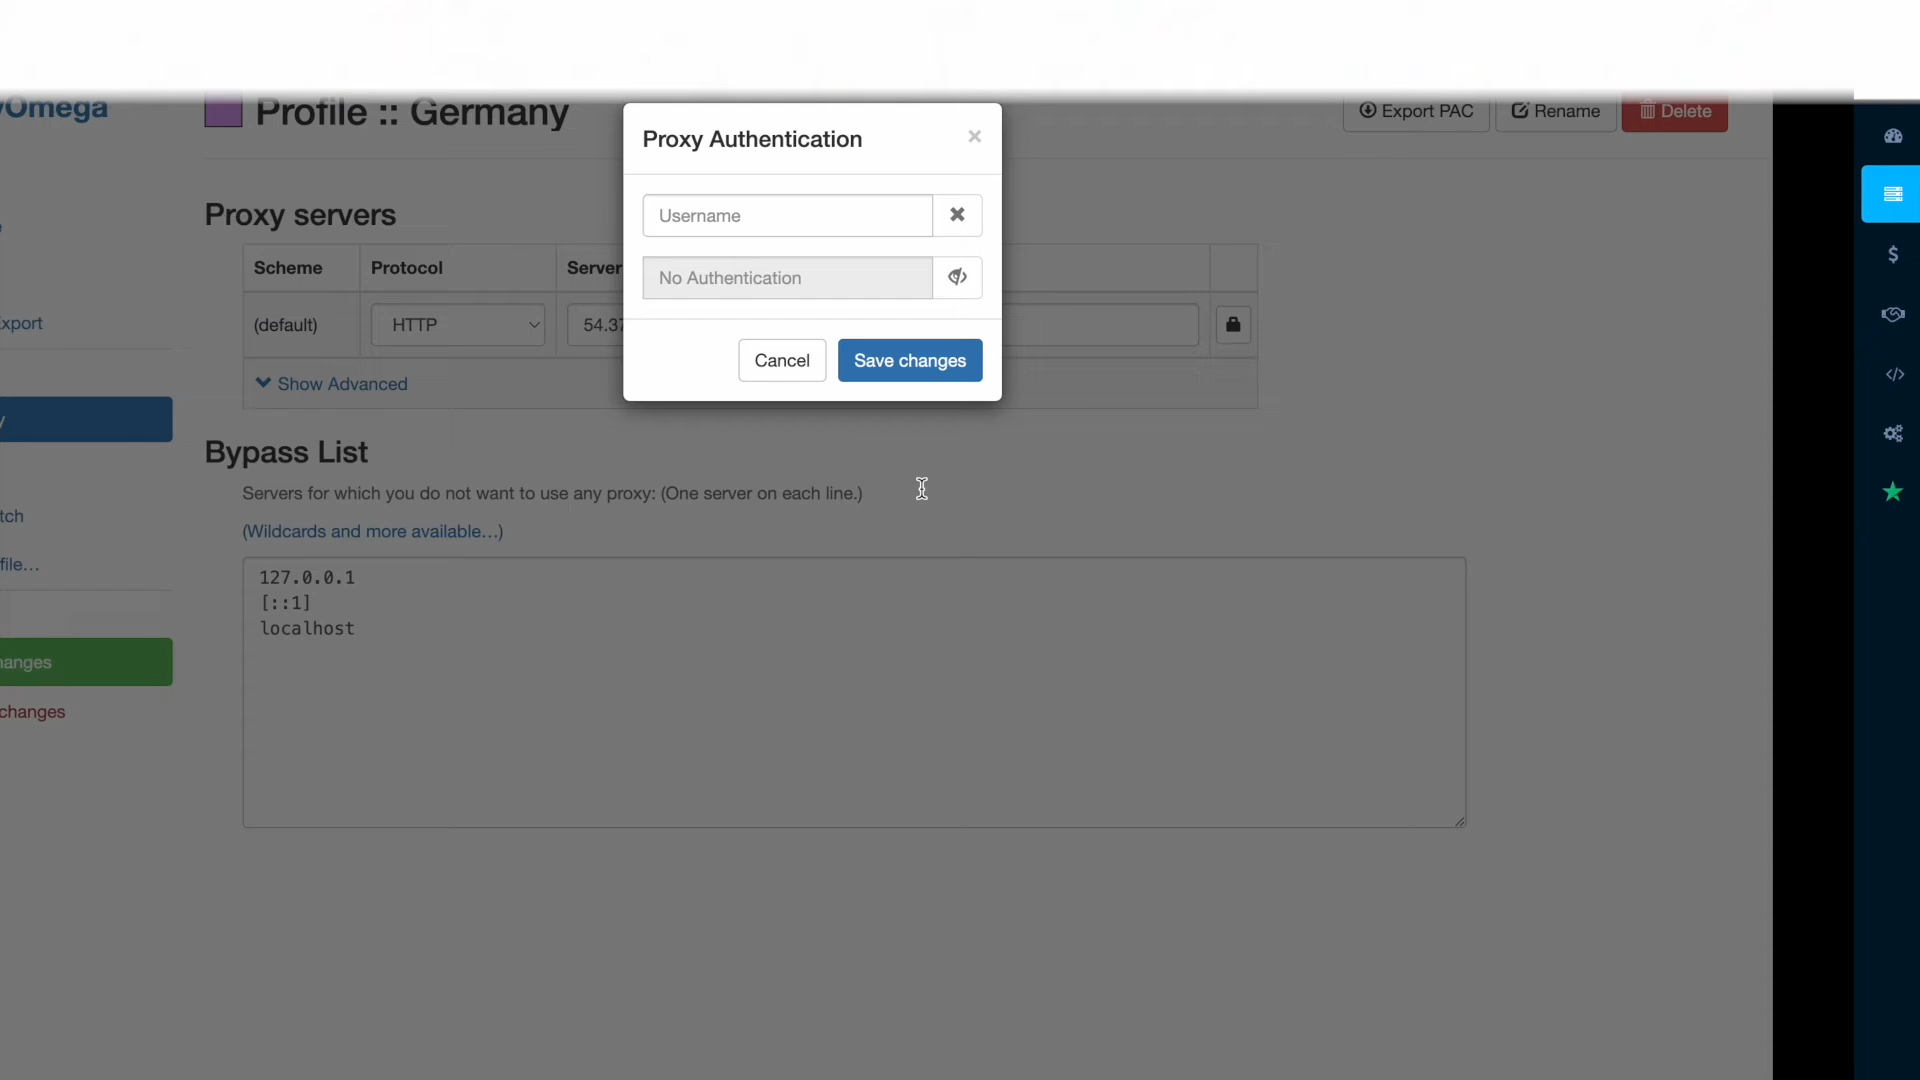 yOmega
Profile :: Germany
Export PAC
Rename
Delete
Proxy Authentication
×
Username
No Authentication
Cancel
Save changes
Proxy servers
Scheme
Protocol
Server
(default)
HTTP
54.37
Show Advanced
xport
Bypass List
Servers for which you do not want to use any proxy: (One server on each line.)
(Wildcards and more available…)
127.0.0.1
[::1]
localhost
tch
file…
hanges
changes